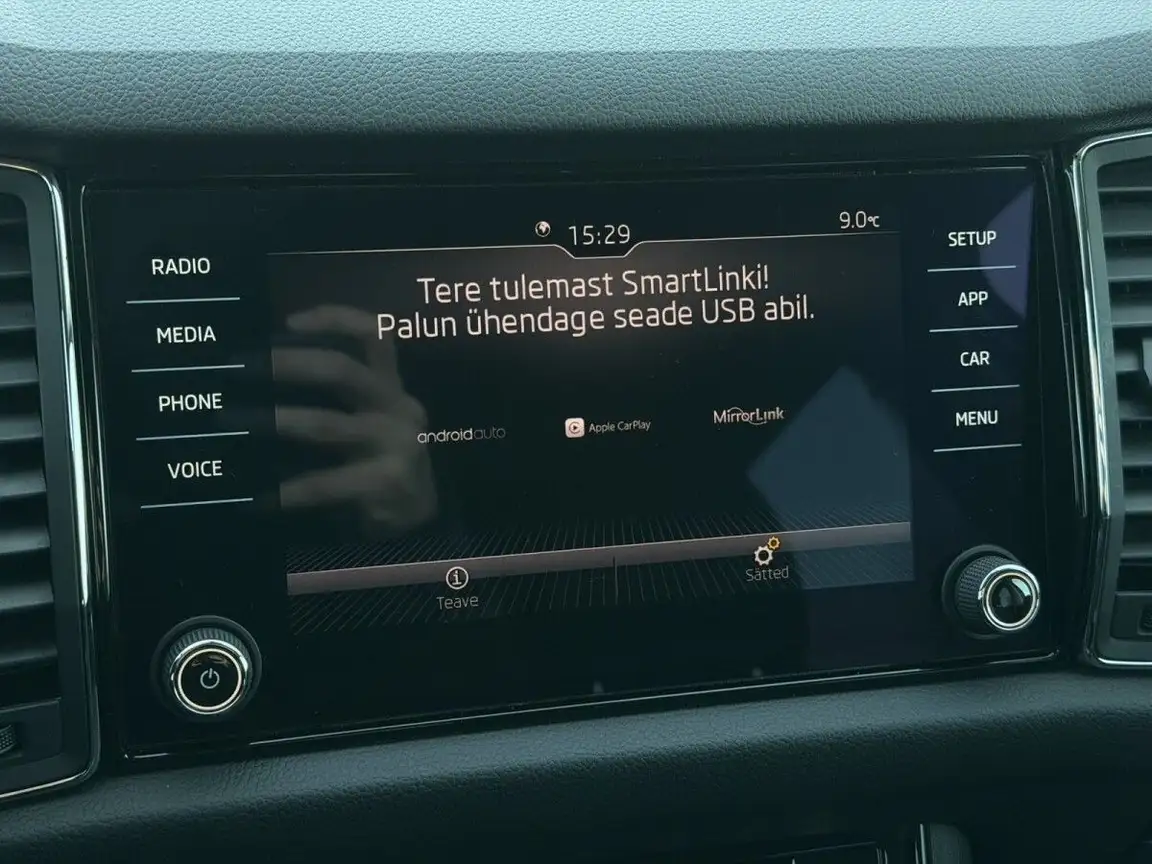 15:29
9.0°C
RADIO
MEDIA
PHONE
VOICE
Tere tulemast SmartLinki!
Palun ühendage seade USB abil.
androidauto
Apple CarPlay
MirrorLink
Teave
Sätted
SETUP
APP
CAR
MENU